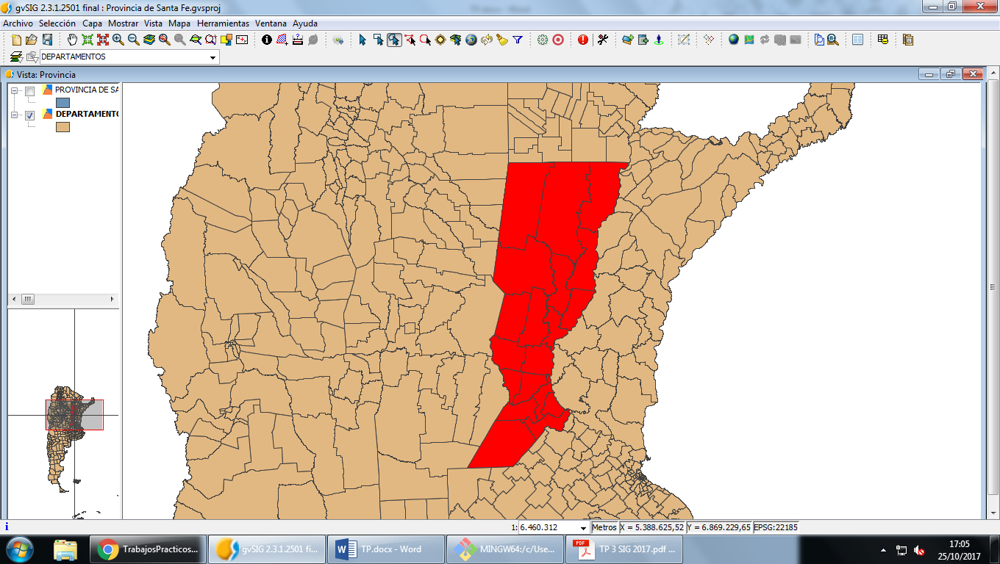 gvSIG 2.3.1.2501 final : Provincia de Santa Fe.gvsproj
Archivo Selección Capa Mostrar Vista Mapa Herramientas Ventana Ayuda
DEPARTAMENTOS
Vista: Provincia
PROVINCIA DE SA
DEPARTAMENTO
1: 6.460.312 Metros X = 5.388.625,52 Y = 6.869.229,65 EPSG:22185
TrabajosPracticos...
gvSIG 2.3.1.2501 fi...
TP.docx - Word
MINGW64:/c/Use...
PDF
TP 3 SIG 2017.pdf ...
17:05
25/10/2017